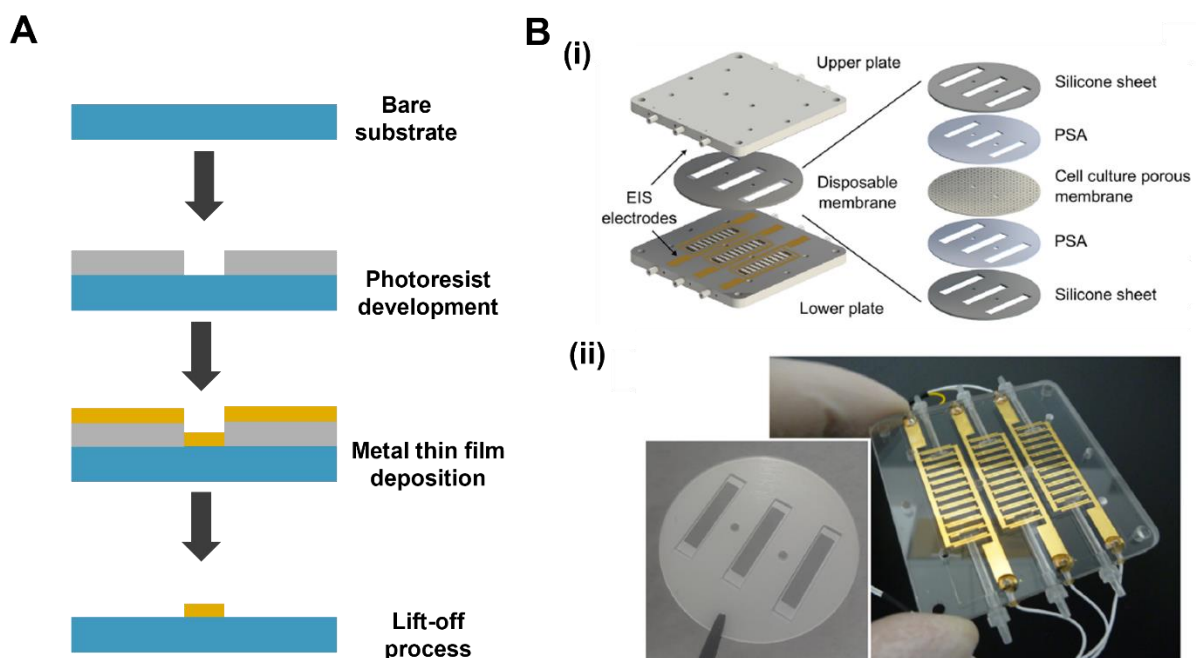 A
Bare
substrate
Photoresist
development
Metal thin film
deposition
Lift-off
process
B
(i)
Upper plate
EIS
electrodes
Disposable
membrane
Lower plate
Silicone sheet
PSA
Cell culture porous
membrane
PSA
Silicone sheet
(ii)